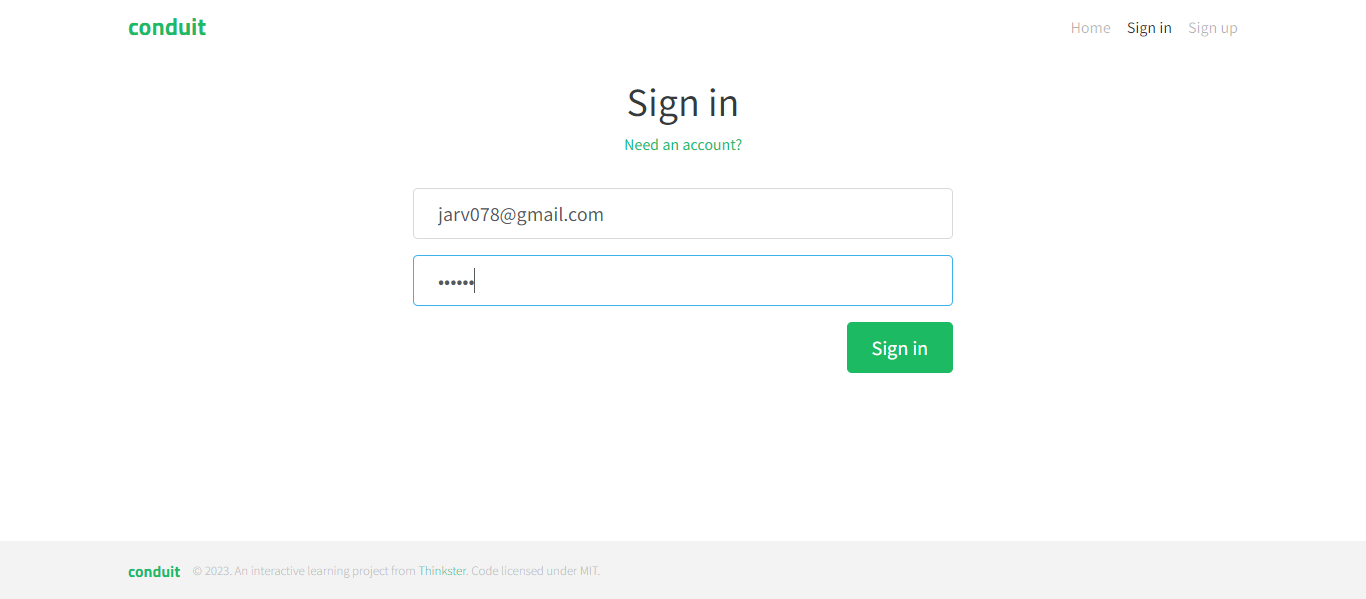 conduit
Home Sign in Sign up
Sign in
Need an account?
jarv078@gmail.com
••••••
Sign in
conduit © 2023. An interactive learning project from Thinkster. Code licensed under MIT.